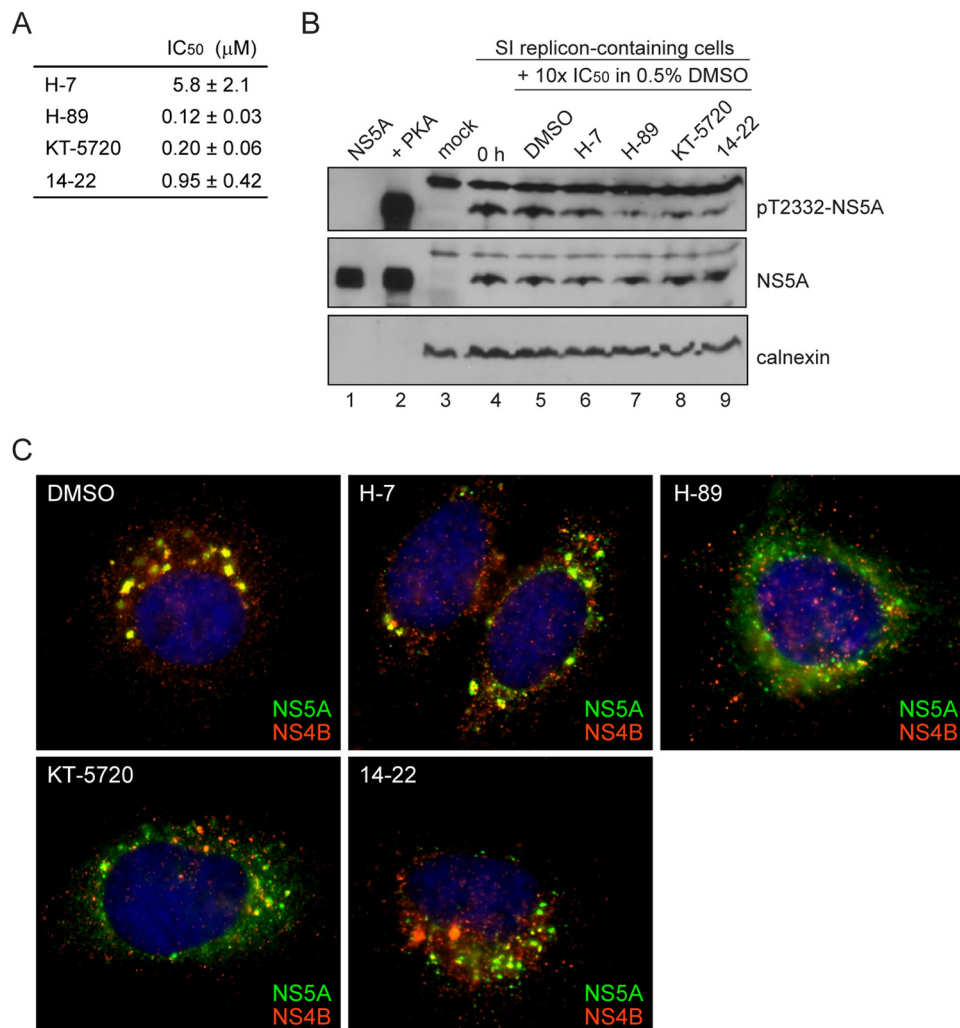 A
IC50 (μM)
H-7 5.8 ± 2.1
H-89 0.12 ± 0.03
KT-5720 0.20 ± 0.06
14-22 0.95 ± 0.42
B
SI replicon-containing cells
+ 10x IC50 in 0.5% DMSO
NS5A + PKA mock 0 h DMSO H-7 H-89 KT-5720 14-22
pT2332-NS5A
NS5A
calnexin
1 2 3 4 5 6 7 8 9
C
DMSO
NS5A
NS4B
H-7
NS5A
NS4B
H-89
NS5A
NS4B
KT-5720
NS5A
NS4B
14-22
NS5A
NS4B